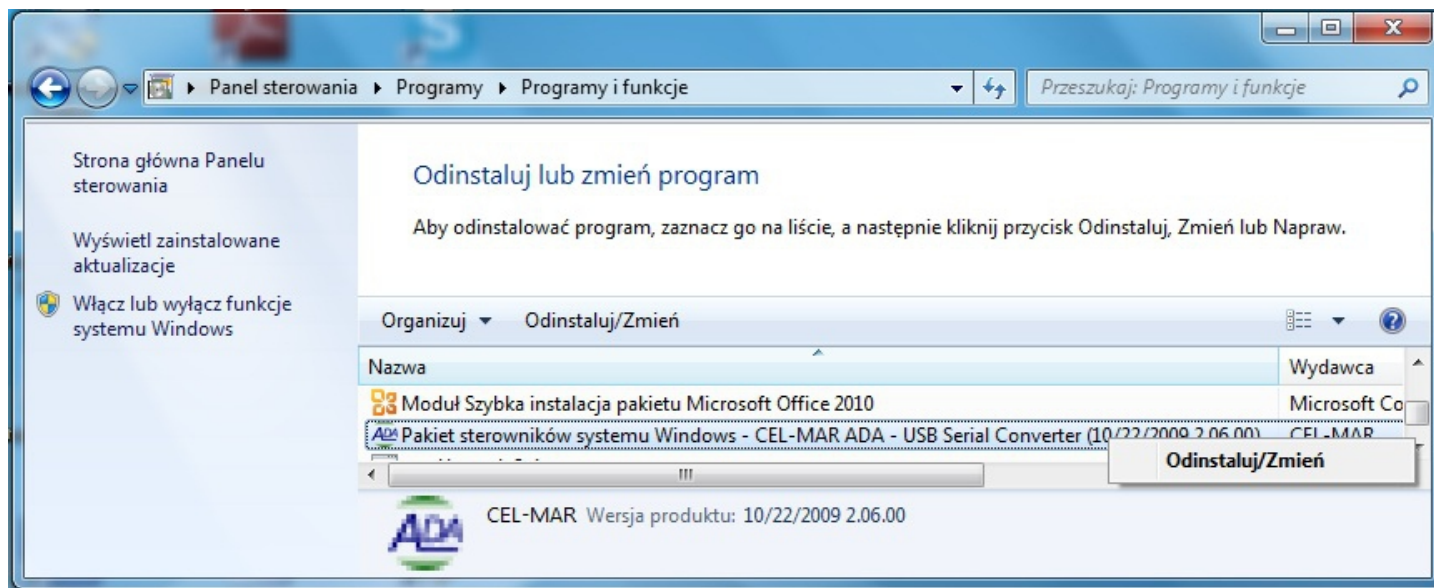 Panel sterowania ▸ Programy ▸ Programy i funkcje
Przeszukaj: Programy i funkcje
Strona główna Panelu
sterowania
Wyświetl zainstalowane
aktualizacje
Włącz lub wyłącz funkcje
systemu Windows
Odinstaluj lub zmień program
Aby odinstalować program, zaznacz go na liście, a następnie kliknij przycisk Odinstaluj, Zmień lub Napraw.
Organizuj Odinstaluj/Zmień
Nazwa Wydawca
Moduł Szybka instalacja pakietu Microsoft Office 2010 Microsoft Co
ADA Pakiet sterowników systemu Windows - CEL-MAR ADA - USB Serial Converter (10/22/2009 2.06.00) CEL-MAR
Odinstaluj/Zmień
ADA CEL-MAR Wersja produktu: 10/22/2009 2.06.00